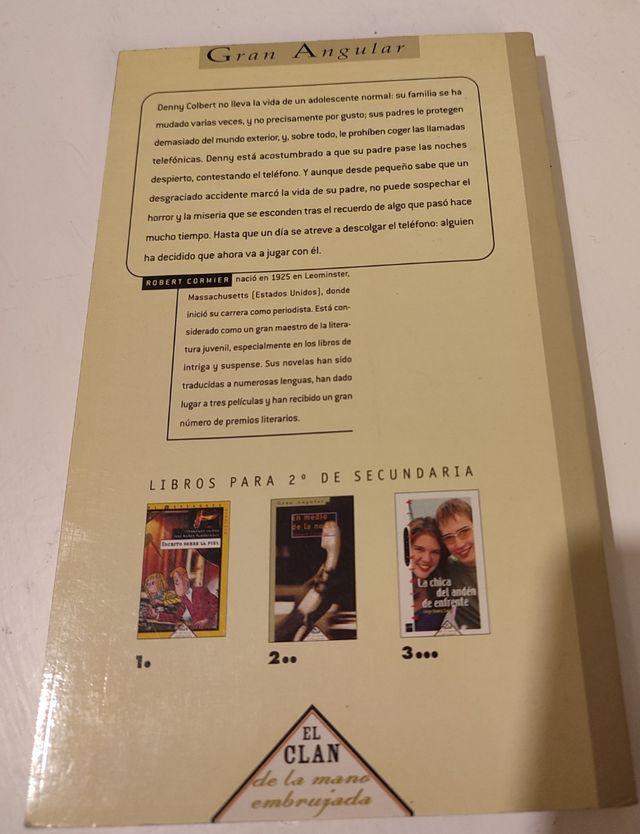 Gran Angular
Denny Colbert no lleva la vida de un adolescente normal: su familia se ha
mudado varias veces, y no precisamente por gusto; sus padres le protegen
demasiado del mundo exterior, y, sobre todo, le prohíben coger las llamadas
telefónicas. Denny está acostumbrado a que su padre pase las noches
despierto, contestando el teléfono. Y aunque desde pequeño sabe que un
desgraciado accidente marcó la vida de su padre, no puede sospechar el
horror y la miseria que se esconden tras el recuerdo de algo que pasó hace
mucho tiempo. Hasta que un día se atreve a descolgar el teléfono: alguien
ha decidido que ahora va a jugar con él.
ROBERT CORMIER nació en 1925 en Leominster,
Massachusetts (Estados Unidos), donde
inició su carrera como periodista. Está con-
siderado como un gran maestro de la litera-
tura juvenil, especialmente en los libros de
intriga y suspense. Sus novelas han sido
traducidas a numerosas lenguas, han dado
lugar a tres películas y han recibido un gran
número de premios literarios.
LIBROS PARA 2º DE SECUNDARIA
ESCRITO SOBRE LA PIEL
Gran Angular
En medio
de la noche
La chica
del andén
de enfrente
1.
2..
3...
EL
CLAN
de la mano
embrujada